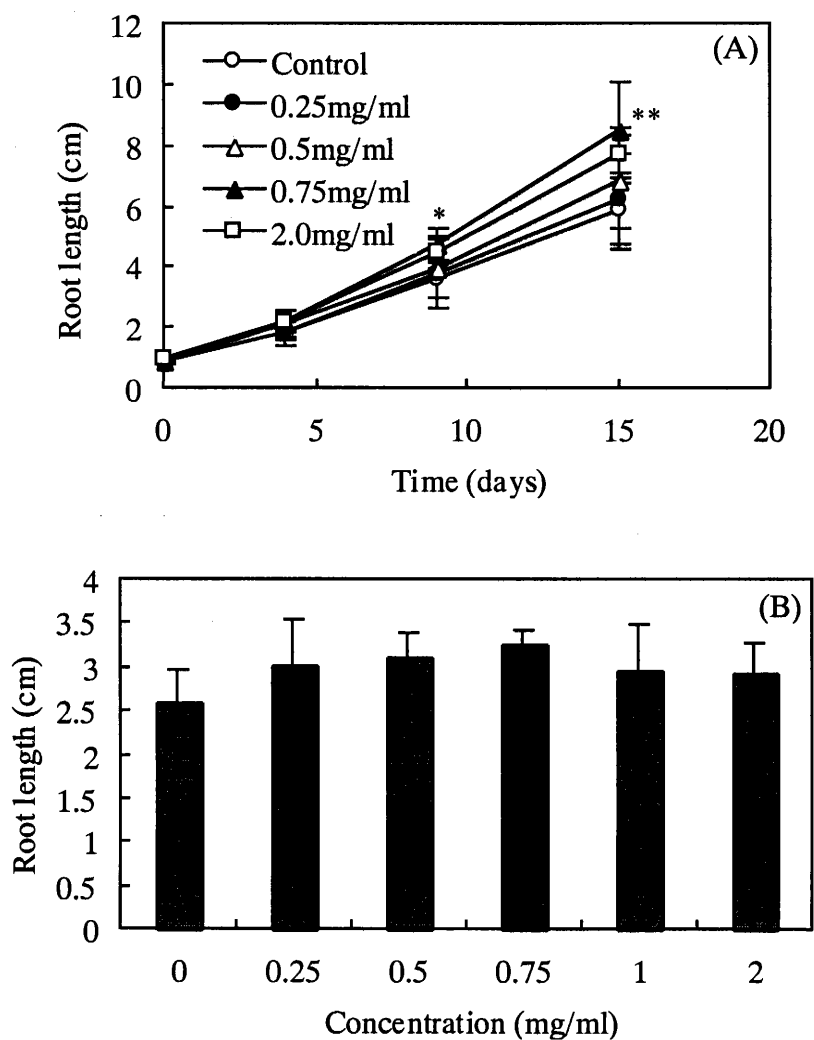 12
(A)
Control
10
0.25mg/ml
**
0.5mg/ml
8
0.75mg/ml
6
*
2.0mg/ml
4
2
0
Root length (cm)
0 5 10 15 20
Time (days)
4
(B)
3.5
3
2.5
2
1.5
1
0.5
0
Root length (cm)
0 0.25 0.5 0.75 1 2
Concentration (mg/ml)